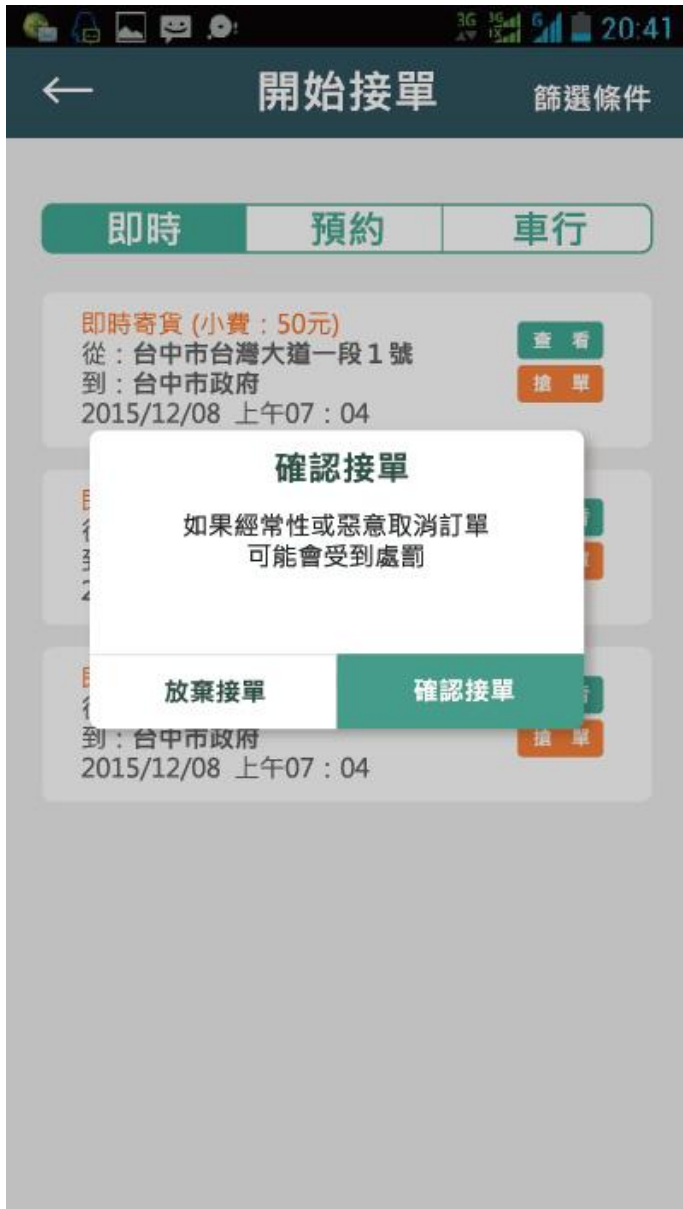 3G 3G 1X G 20:41
開始接單 篩選條件
即時 預約 車行
即時寄貨 (小費：50元)
從：台中市台灣大道一段１號
到：台中市政府
2015/12/08 上午07：04
查 看
搶 單
確認接單
如果經常性或惡意取消訂單
可能會受到處罰
放棄接單 確認接單
到：台中市政府
2015/12/08 上午07：04
搶 單